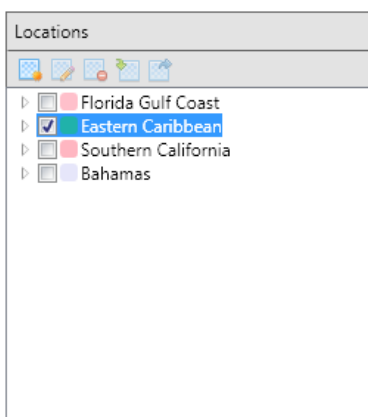 Locations
Florida Gulf Coast
Eastern Caribbean
Southern California
Bahamas